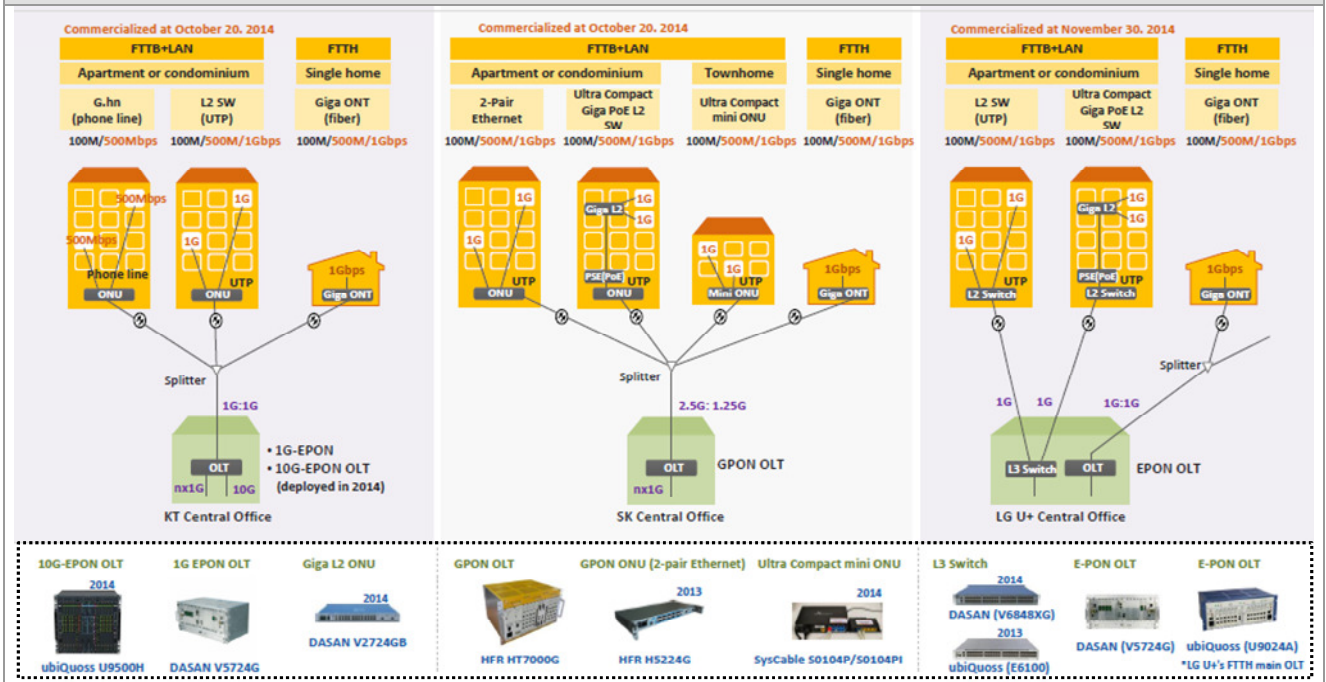 Commercialized at October 20. 2014
FTTB+LAN
FTTH
Apartment or condominium
Single home
G.hn
(phone line)
L2 SW
(UTP)
Giga ONT
(fiber)
100M/500Mbps
100M/500M/1Gbps
100M/500M/1Gbps
500Mbps
500Mbps
Phone line
ONU
1G
1G
UTP
ONU
1Gbps
Giga ONT
Splitter
1G:1G
OLT
nx1G
10G
• 1G-EPON
• 10G-EPON OLT
(deployed in 2014)
KT Central Office
Commercialized at October 20. 2014
FTTB+LAN
FTTH
Apartment or condominium
Townhome
Single home
2-Pair
Ethernet
Ultra Compact
Giga PoE L2
SW
Ultra Compact
mini ONU
Giga ONT
(fiber)
100M/500M/1Gbps
100M/500M/1Gbps
100M/500M/1Gbps
100M/500M/1Gbps
1G
1G
UTP
ONU
Giga L2
1G
1G
PSE(PoE)
UTP
ONU
1G
1G
UTP
Mini ONU
1Gbps
Giga ONT
Splitter
2.5G: 1.25G
OLT
GPON OLT
nx1G
SK Central Office
Commercialized at November 30. 2014
FTTB+LAN
FTTH
Apartment or condominium
Single home
L2 SW
(UTP)
Ultra Compact
Giga PoE L2
SW
Giga ONT
(fiber)
100M/500M/1Gbps
100M/500M/1Gbps
100M/500M/1Gbps
1G
1G
UTP
L2 Switch
Giga L2
1G
1G
PSE(PoE)
UTP
L2 Switch
1Gbps
Giga ONT
Splitter
1G
1G
1G:1G
L3 Switch
OLT
EPON OLT
LG U+ Central Office
10G-EPON OLT
2014
ubiQuoss U9500H
1G EPON OLT
DASAN V5724G
Giga L2 ONU
2014
DASAN V2724GB
GPON OLT
HFR HT7000G
GPON ONU (2-pair Ethernet)
2013
HFR H5224G
Ultra Compact mini ONU
2014
SysCable S0104P/S0104PI
L3 Switch
2014
DASAN (V6848XG)
2013
ubiQuoss (E6100)
E-PON OLT
DASAN (V5724G)
E-PON OLT
ubiQuoss (U9024A)
*LG U+'s FTTH main OLT